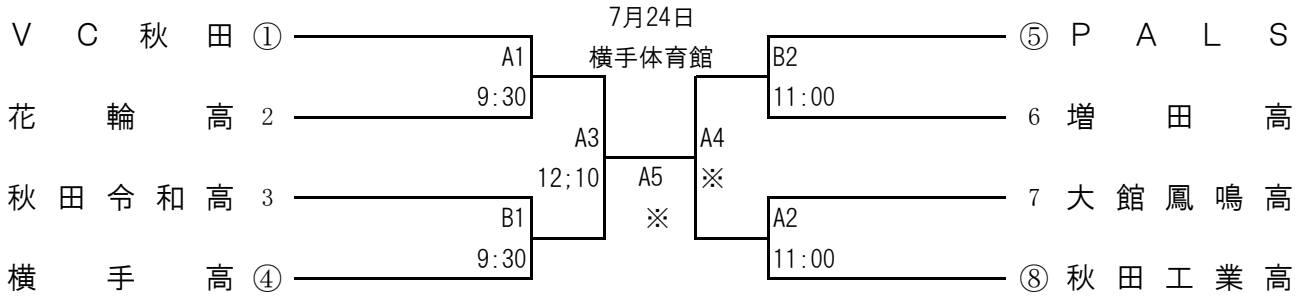 7月24日
横手体育館
VC秋田 ①
A1
9:30
花輪高 2
A3
12;10
秋田令和高 3
B1
9:30
横手高 ④
A5
※
⑤ PALS
B2
11:00
6 増田高
A4
※
7 大館鳳鳴高
A2
11:00
⑧ 秋田工業高